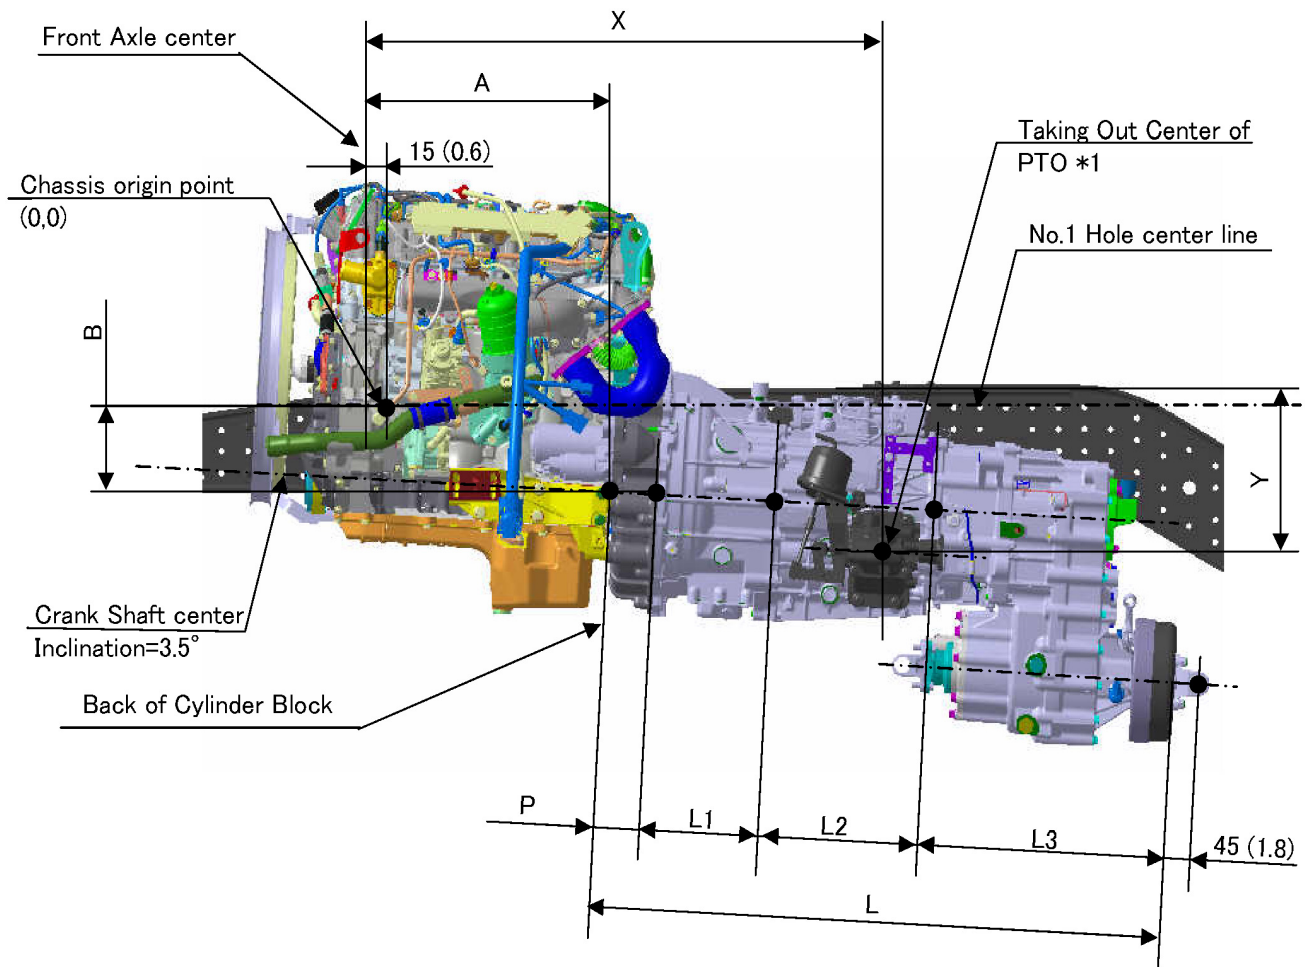 X
Front Axle center
A
Taking Out Center of
PTO *1
15 (0.6)
Chassis origin point
(0,0)
No.1 Hole center line
B
Y
Crank Shaft center
Inclination=3.5°
Back of Cylinder Block
P
L1
L2
L3
45 (1.8)
L